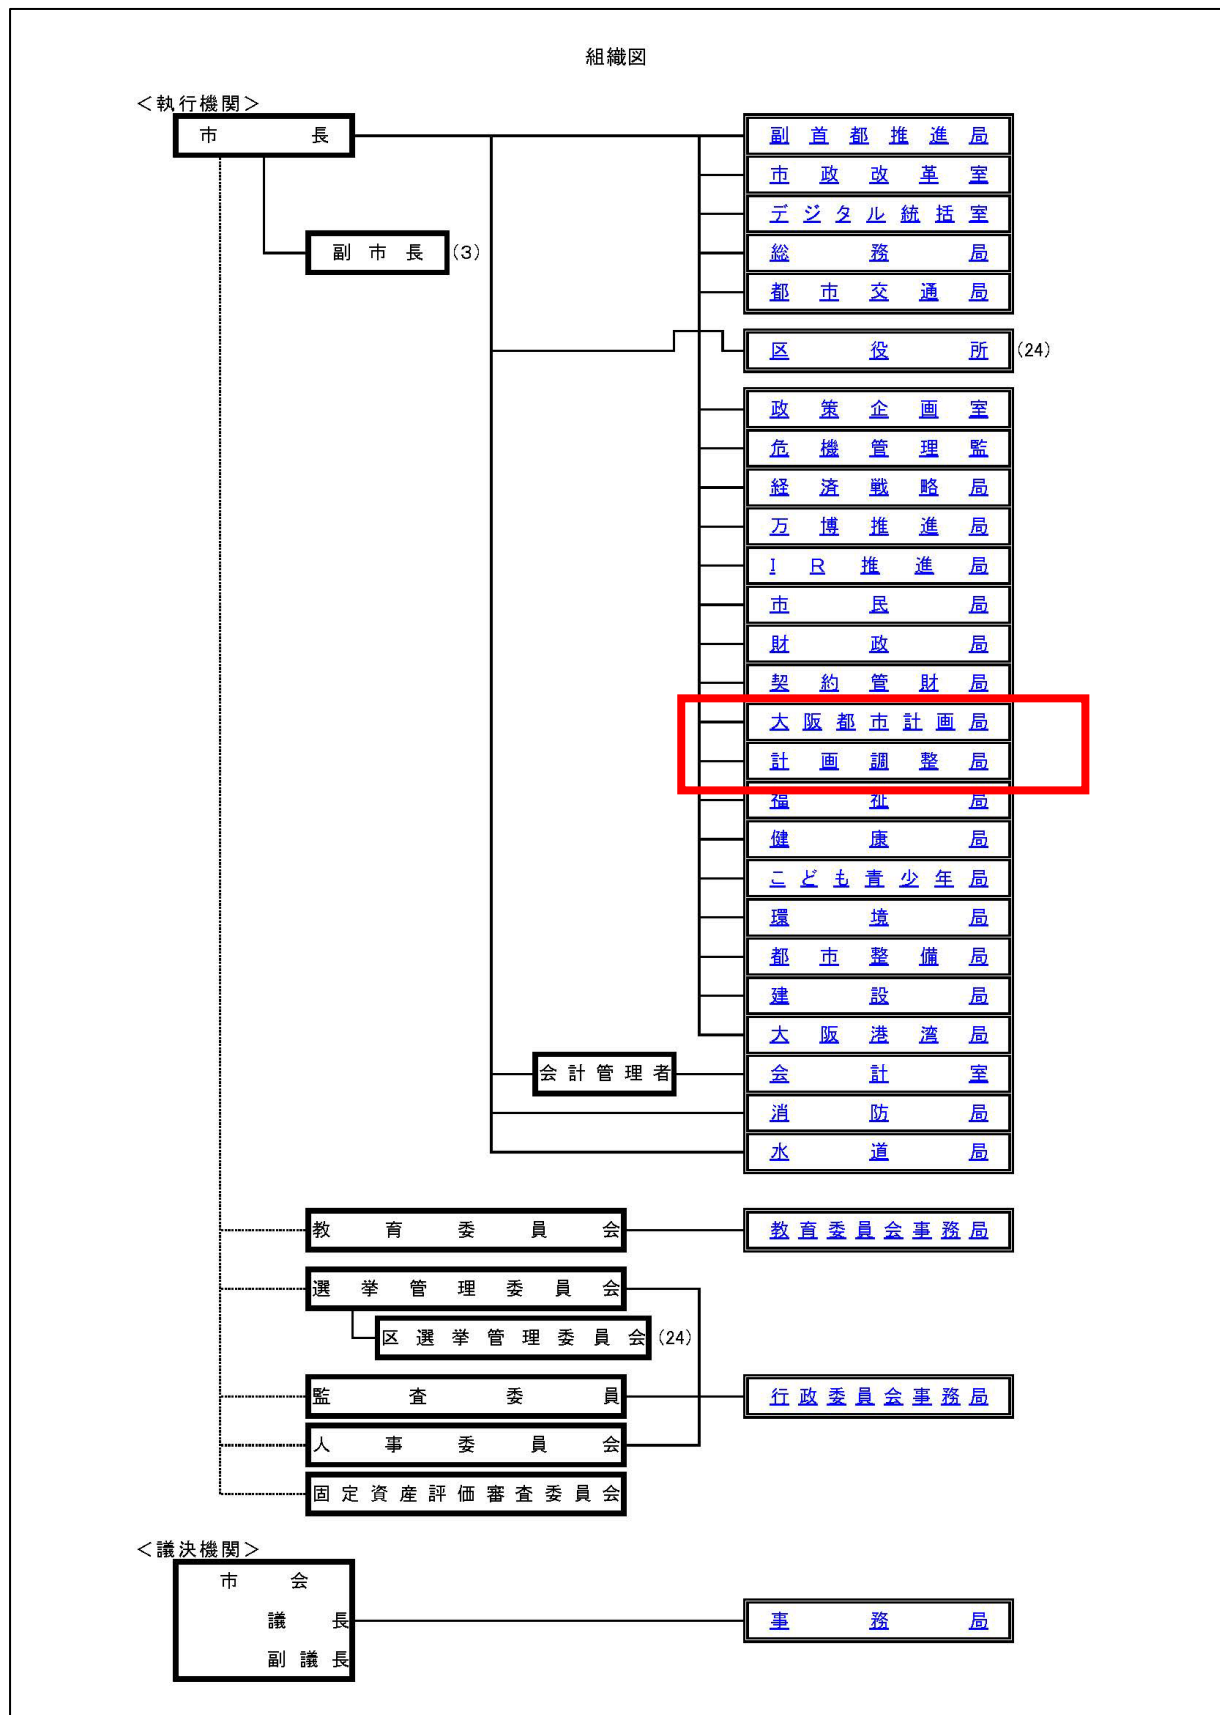 組織図
＜執行機関＞
市長
副首都推進局
市政改革室
デジタル統括室
副市長(3)
総務局
都市交通局
区役所(24)
政策企画室
危機管理監
経済戦略局
万博推進局
IR推進局
市民局
財政局
契約管財局
大阪都市計画局
計画調整局
福祉局
健康局
こども青少年局
環境局
都市整備局
建設局
大阪港湾局
会計管理者
会計室
消防局
水道局
教育委員会
教育委員会事務局
選挙管理委員会
区選挙管理委員会(24)
監査委員
行政委員会事務局
人事委員会
固定資産評価審査委員会
＜議決機関＞
市会
議長
事務局
副議長